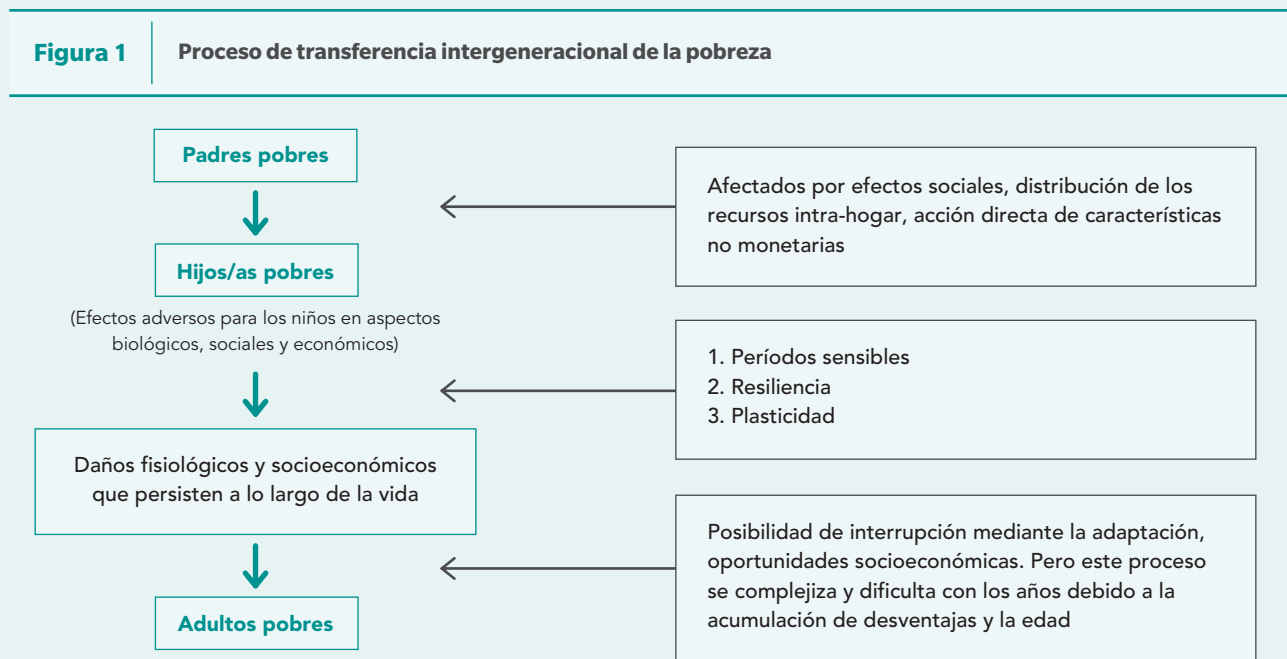 Figura 1
Proceso de transferencia intergeneracional de la pobreza
Padres pobres
Afectados por efectos sociales, distribución de los
recursos intra-hogar, acción directa de características
no monetarias
Hijos/as pobres
(Efectos adversos para los niños en aspectos
biológicos, sociales y económicos)
1. Períodos sensibles
2. Resiliencia
3. Plasticidad
Daños fisiológicos y socioeconómicos
que persisten a lo largo de la vida
Posibilidad de interrupción mediante la adaptación,
oportunidades socioeconómicas. Pero este proceso
se complejiza y dificulta con los años debido a la
acumulación de desventajas y la edad
Adultos pobres